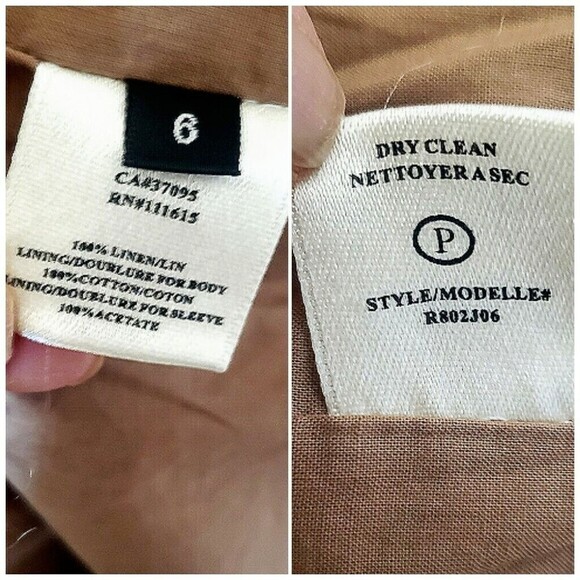 6
CA#37095
RN#111615
100% LINEN/LIN
LINING/DOUBLURE FOR BODY
100%COTTON/COTON
LINING/DOUBLURE FOR SLEEVE
100%ACETATE
DRY CLEAN
NETTOYER A SEC
P
STYLE/MODELLE#
R802J06